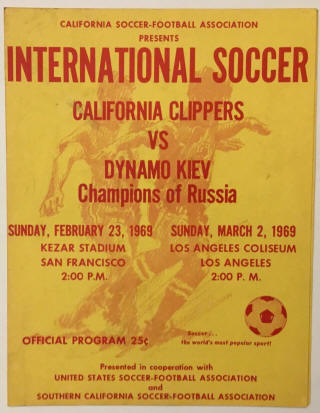 CALIFORNIA SOCCER-FOOTBALL ASSOCIATION
PRESENTS
INTERNATIONAL SOCCER
CALIFORNIA CLIPPERS
VS
DYNAMO KIEV
Champions of Russia
SUNDAY, FEBRUARY 23, 1969
KEZAR STADIUM
SAN FRANCISCO
2:00 P.M.
SUNDAY, MARCH 2, 1969
LOS ANGELES COLISEUM
LOS ANGELES
2:00 P. M.
OFFICIAL PROGRAM 25¢
Soccer...
the world's most popular sport!
Presented in cooperation with
UNITED STATES SOCCER-FOOTBALL ASSOCIATION
and
SOUTHERN CALIFORNIA SOCCER-FOOTBALL ASSOCIATION